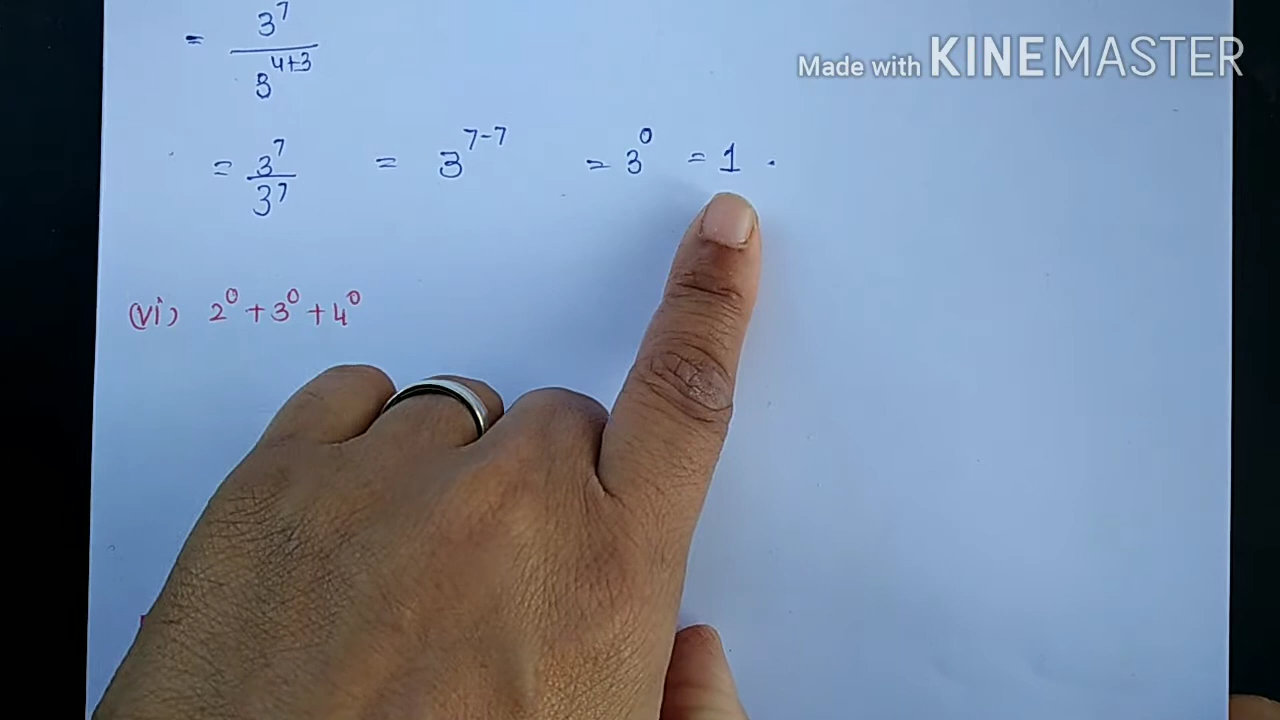 Made with KINEMASTER
= 3^7 / 3^{4+3}
= 3^7 / 3^7 = 3^{7-7} = 3^0 = 1 .
(vi) 2^0 + 3^0 + 4^0